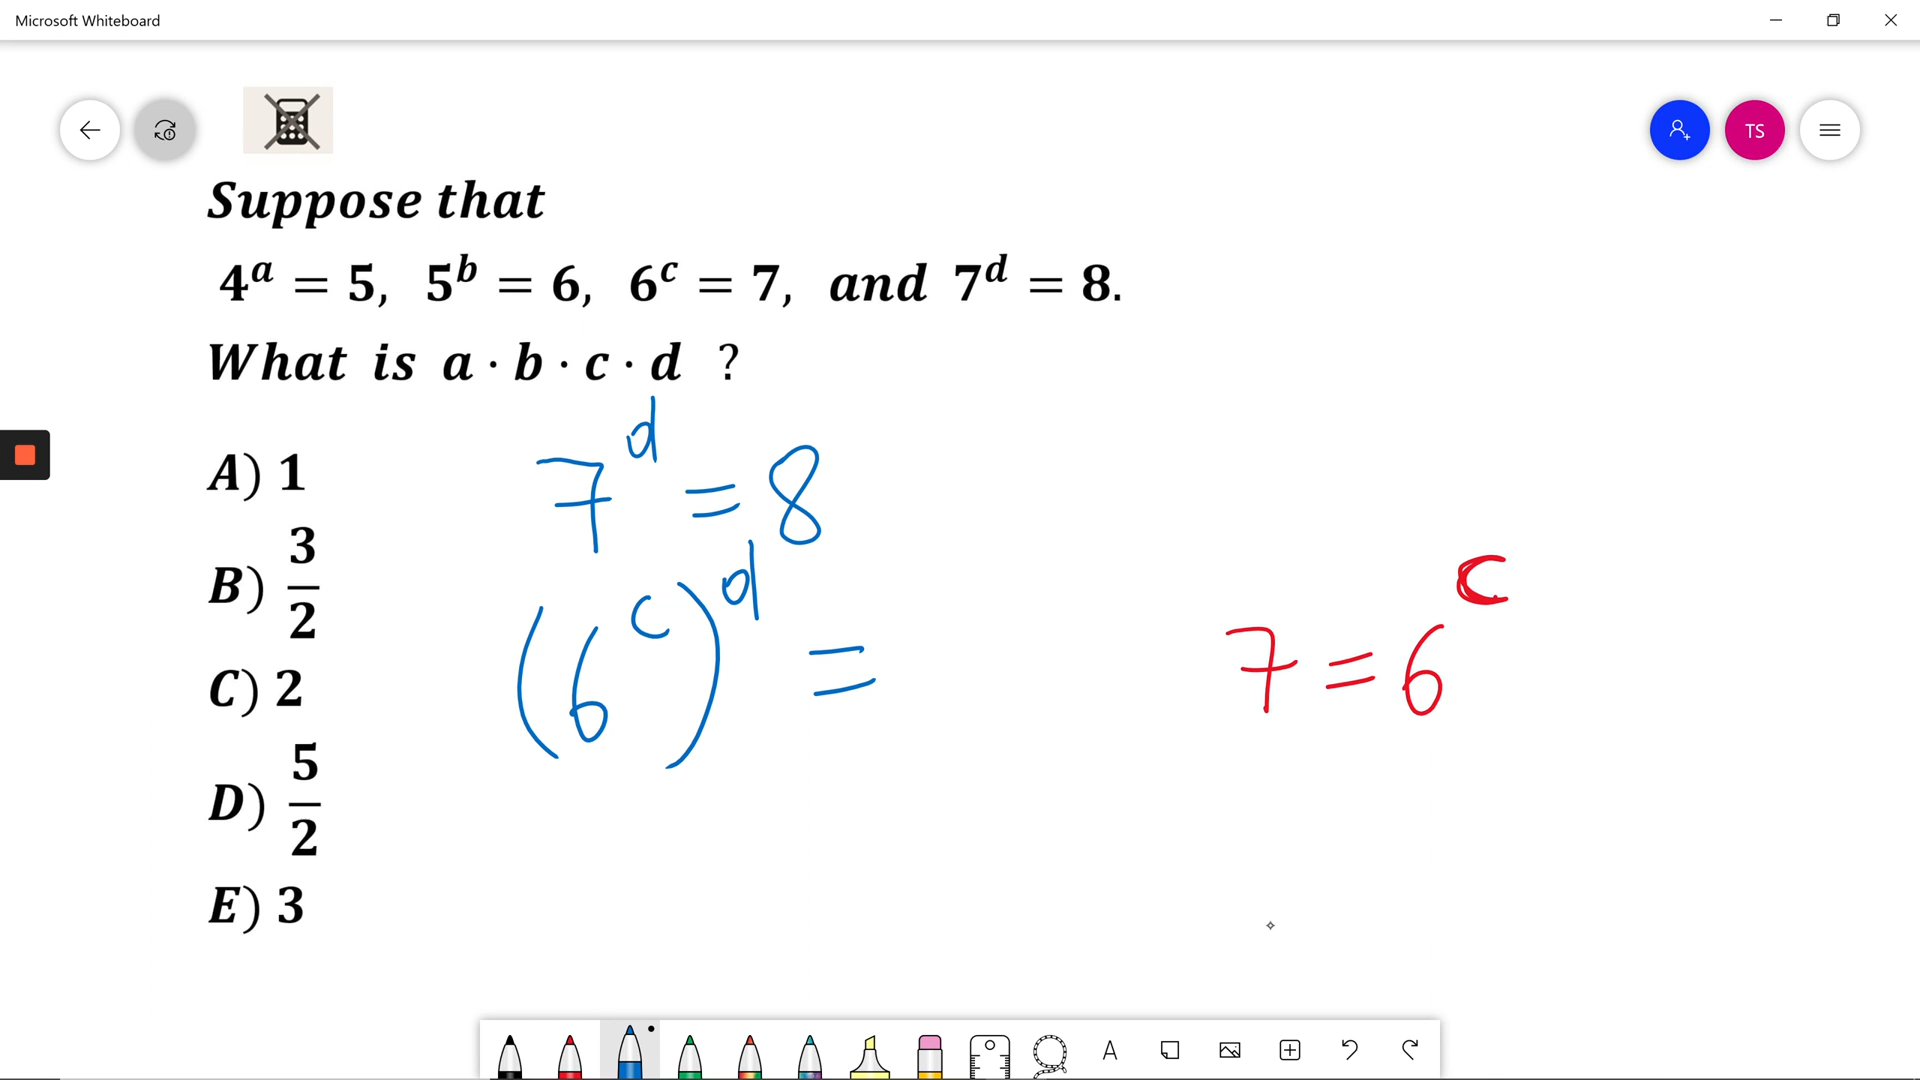 Microsoft Whiteboard
TS
Suppose that
4^a = 5, 5^b = 6, 6^c = 7, and 7^d = 8.
What is a · b · c · d ?
A) 1
B) 3/2
C) 2
D) 5/2
E) 3
7^d = 8
(6^c)^d =
7 = 6^c
A